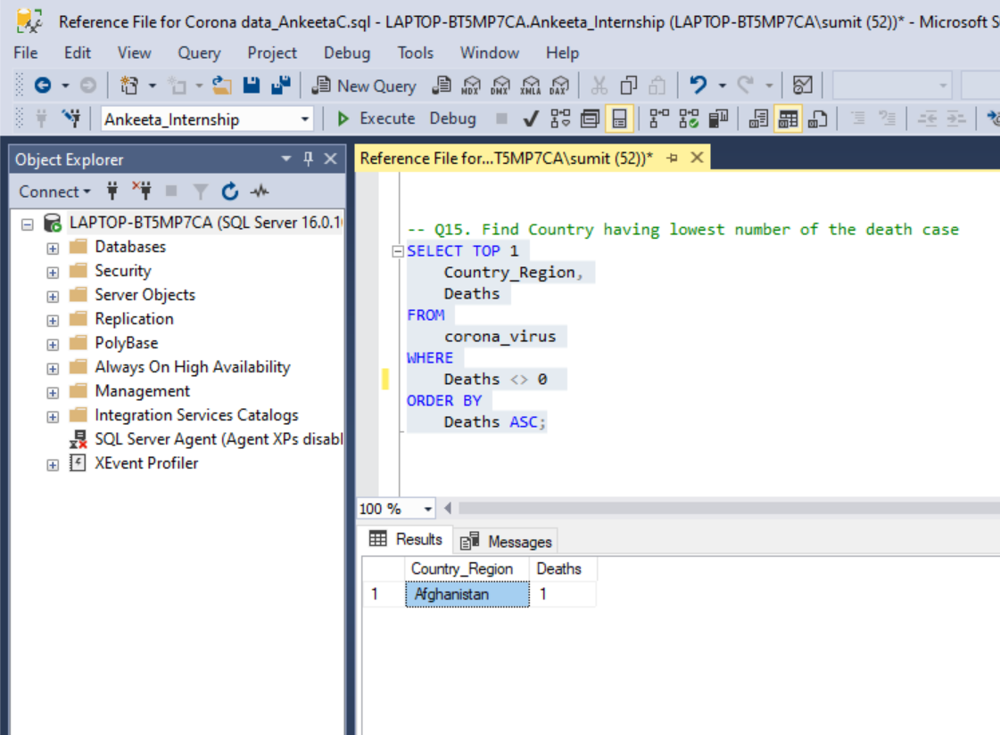 Reference File for Corona data_AnkeetaC.sql - LAPTOP-BT5MP7CA.Ankeeta_Internship (LAPTOP-BT5MP7CA\sumit (52))* - Microsoft S
File Edit View Query Project Debug Tools Window Help
New Query MDX DMX XMLA DAX
Ankeeta_Internship Execute Debug
Object Explorer
Connect
LAPTOP-BT5MP7CA (SQL Server 16.0.1
Databases
Security
Server Objects
Replication
PolyBase
Always On High Availability
Management
Integration Services Catalogs
SQL Server Agent (Agent XPs disabl
XEvent Profiler
Reference File for...T5MP7CA\sumit (52))*
-- Q15. Find Country having lowest number of the death case
SELECT TOP 1
Country_Region,
Deaths
FROM
corona_virus
WHERE
Deaths <> 0
ORDER BY
Deaths ASC;
100 %
Results Messages
Country_Region Deaths
1 Afghanistan 1